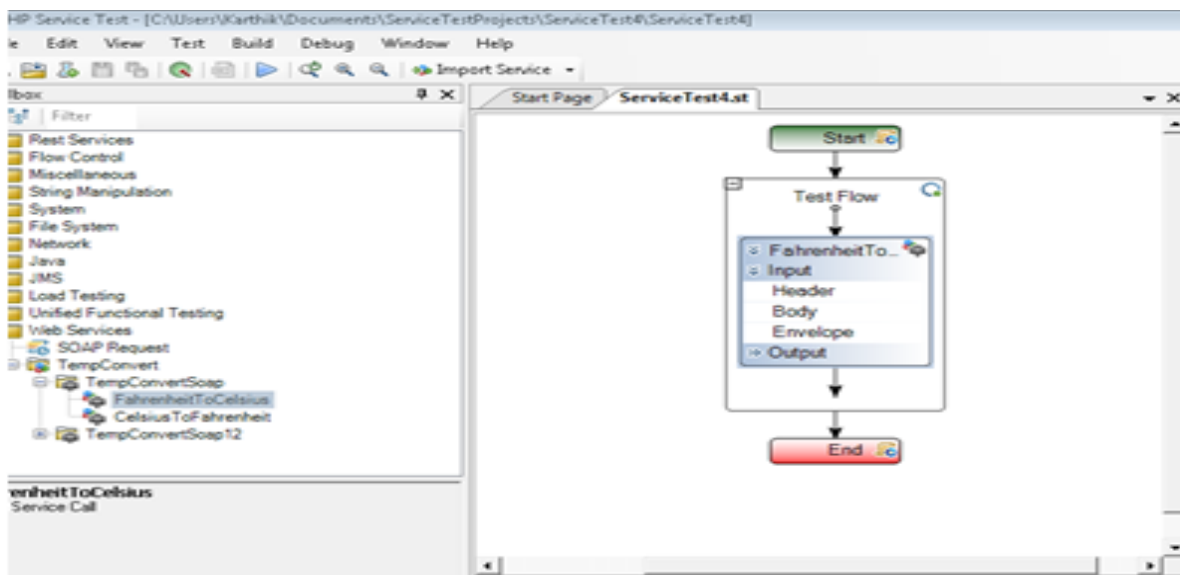 HP Service Test - [C:\Users\Karthik\Documents\ServiceTestProjects\ServiceTest4\ServiceTest4]
le Edit View Test Build Debug Window Help
Import Service
lbox
Filter
Rest Services
Flow Control
Miscellaneous
String Manipulation
System
File System
Network
Java
JMS
Load Testing
Unified Functional Testing
Web Services
SOAP Request
TempConvert
TempConvertSoap
FahrenheitToCelsius
CelsiusToFahrenheit
TempConvertSoap12
renheitToCelsius
Service Call
Start Page ServiceTest4.st
Start
Test Flow
FahrenheitTo...
Input
Header
Body
Envelope
Output
End